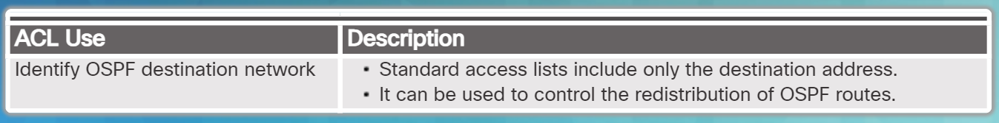 ACL Use
Description
Identify OSPF destination network
• Standard access lists include only the destination address.
• It can be used to control the redistribution of OSPF routes.